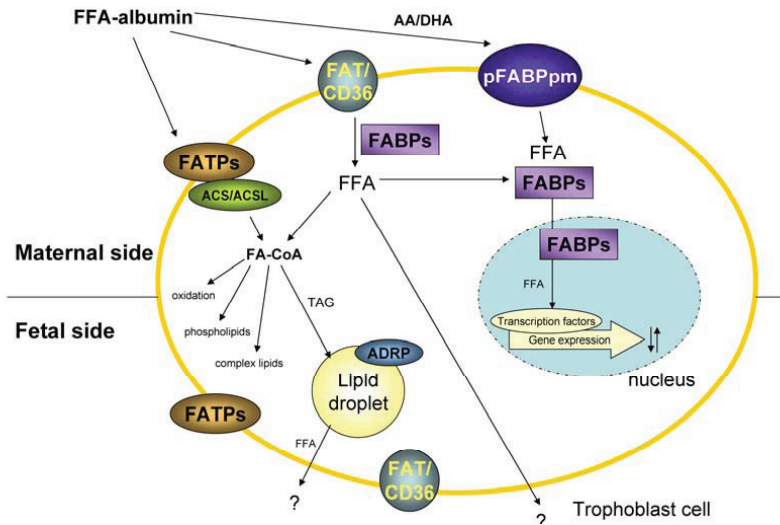 FFA-albumin
AA/DHA
FAT/
CD36
pFABPpm
FABPs
FFA
FATPs
ACS/ACSL
FFA
FABPs
FABPs
Maternal side
FA-CoA
FFA
oxidation
TAG
Transcription factors
Fetal side
phospholipids
Gene expression
complex lipids
ADRP
Lipid
droplet
nucleus
FATPs
FFA
FAT/
CD36
?
?
Trophoblast cell